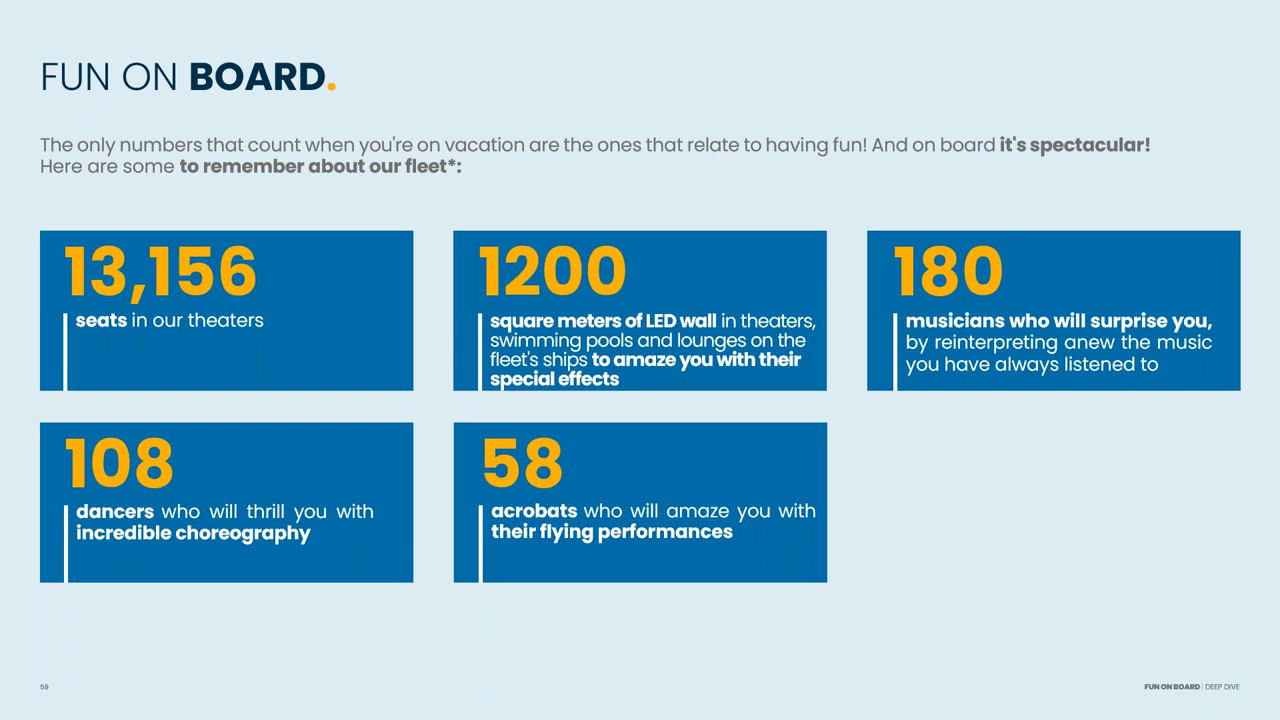 FUN ON BOARD.
The only numbers that count when you're on vacation are the ones that relate to having fun! And on board it's spectacular!
Here are some to remember about our fleet*:
13,156
seats in our theaters
1200
square meters of LED wall in theaters,
swimming pools and lounges on the
fleet's ships to amaze you with their
special effects
180
musicians who will surprise you,
by reinterpreting anew the music
you have always listened to
108
dancers who will thrill you with
incredible choreography
58
acrobats who will amaze you with
their flying performances
59
FUN ON BOARD | DEEP DIVE